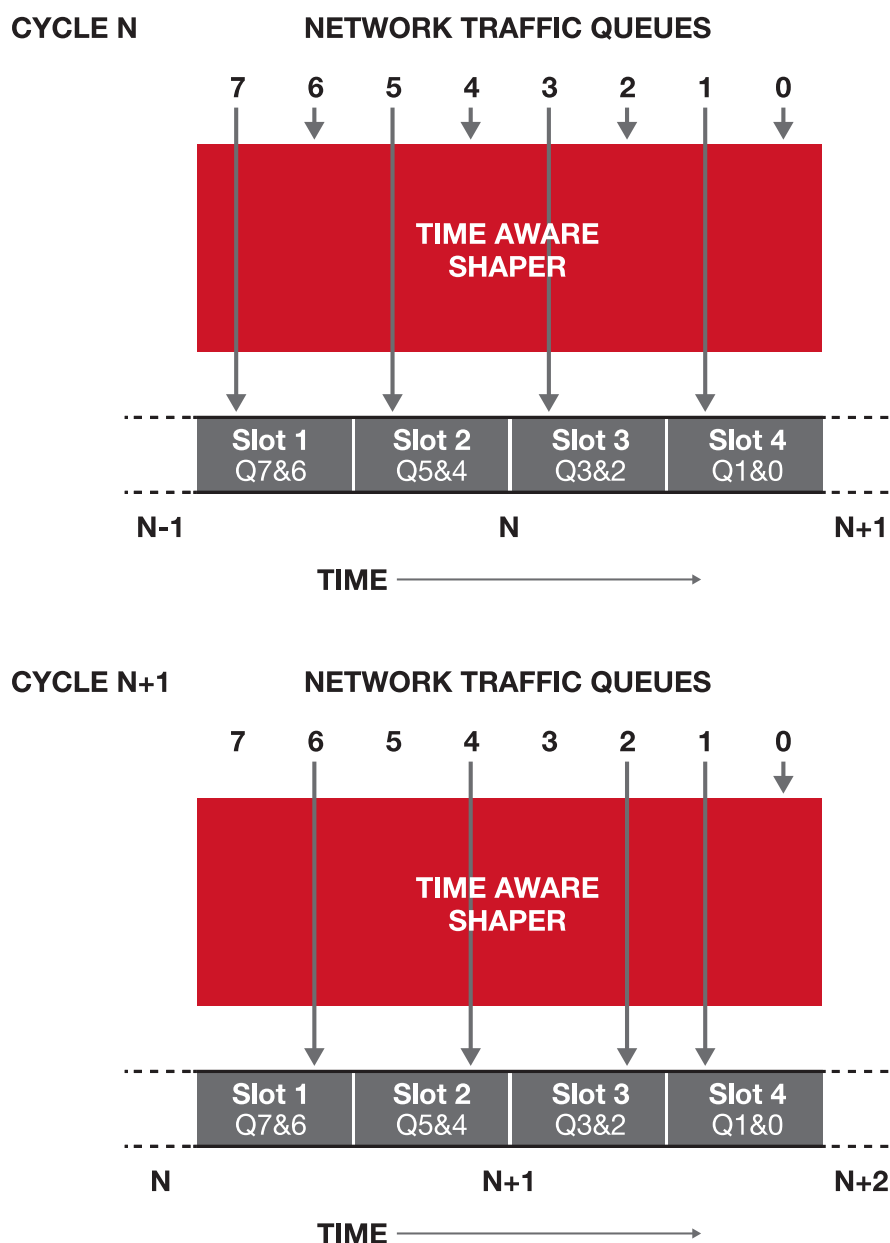 CYCLE N NETWORK TRAFFIC QUEUES
7 6 5 4 3 2 1 0
TIME AWARE
SHAPER
Slot 1 Slot 2 Slot 3 Slot 4
Q7&6 Q5&4 Q3&2 Q1&0
N-1 N N+1
TIME
CYCLE N+1 NETWORK TRAFFIC QUEUES
7 6 5 4 3 2 1 0
TIME AWARE
SHAPER
Slot 1 Slot 2 Slot 3 Slot 4
Q7&6 Q5&4 Q3&2 Q1&0
N N+1 N+2
TIME